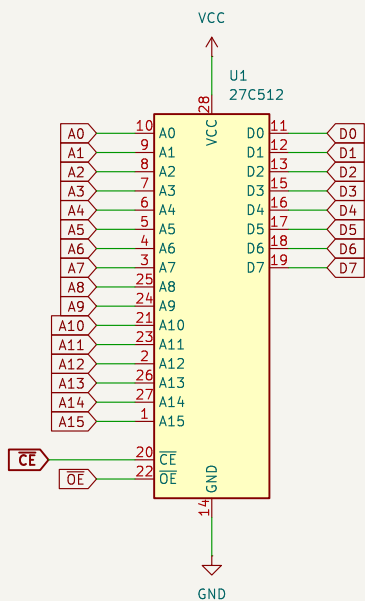 VCC
U1
27C512
28
VCC
A0 10 A0 D0 11 D0
A1 9 A1 D1 12 D1
A2 8 A2 D2 13 D2
A3 7 A3 D3 15 D3
A4 6 A4 D4 16 D4
A5 5 A5 D5 17 D5
A6 4 A6 D6 18 D6
A7 3 A7 D7 19 D7
A8 25 A8
A9 24 A9
A10 21 A10
A11 23 A11
A12 2 A12
A13 26 A13
A14 27 A14
A15 1 A15
C̅E̅ 20 C̅E̅
O̅E̅ 22 O̅E̅
GND
14
GND